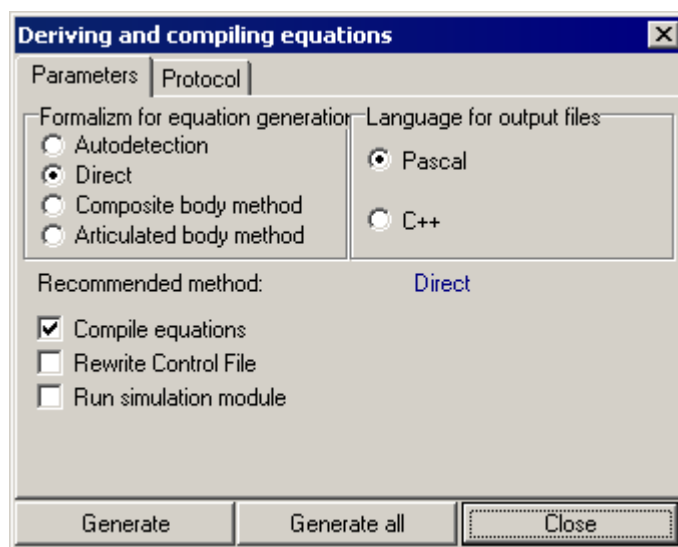 Deriving and compiling equations
Parameters
Protocol
Formalizm for equation generation
Language for output files
Autodetection
Direct
Composite body method
Articulated body method
Pascal
C++
Recommended method:
Direct
Compile equations
Rewrite Control File
Run simulation module
Generate
Generate all
Close